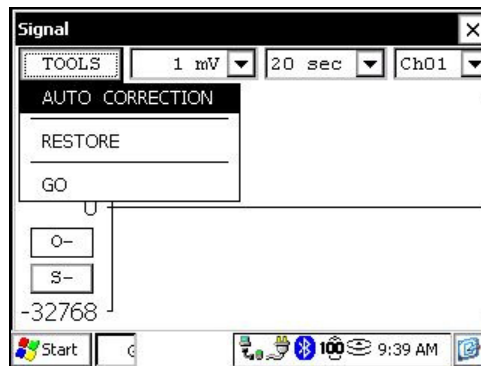 Signal
TOOLS 1 mV 20 sec Ch01
AUTO CORRECTION
RESTORE
GO
0
O-
S-
-32768
Start 100 9:39 AM